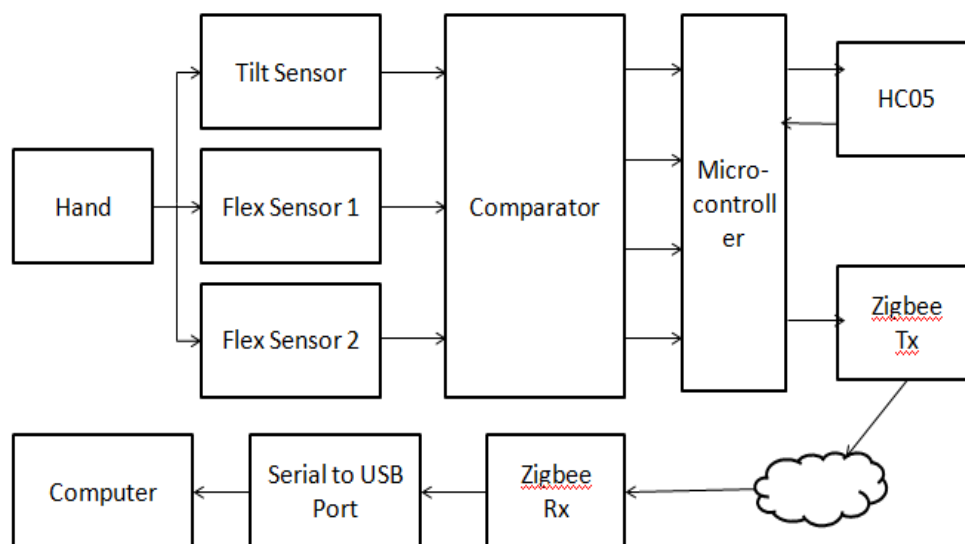 Tilt Sensor
HC05
Hand
Flex Sensor 1
Comparator
Micro-
controll
er
Flex Sensor 2
Zigbee
Tx
Computer
Serial to USB
Port
Zigbee
Rx